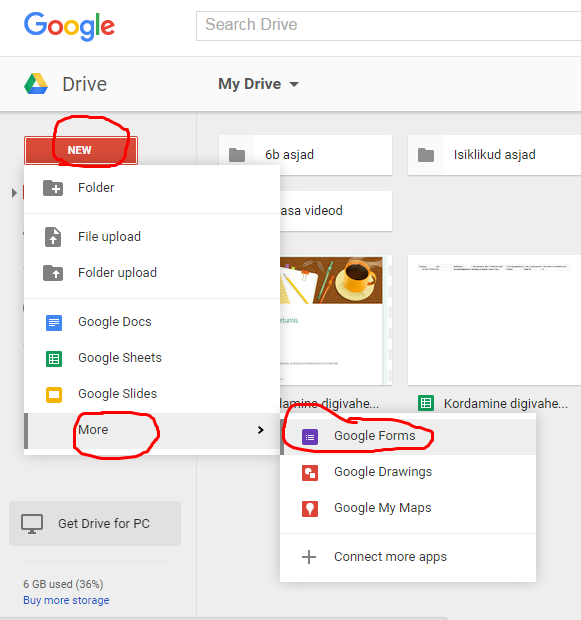 Google
Search Drive
Drive
My Drive
NEW
6b asjad
Isiklikud asjad
Folder
asa videod
File upload
Folder upload
Google Docs
Google Sheets
Google Slides
rdamine digivahe...
Kordamine digivahe...
More
Google Forms
Google Drawings
Google My Maps
Connect more apps
Get Drive for PC
6 GB used (36%)
Buy more storage